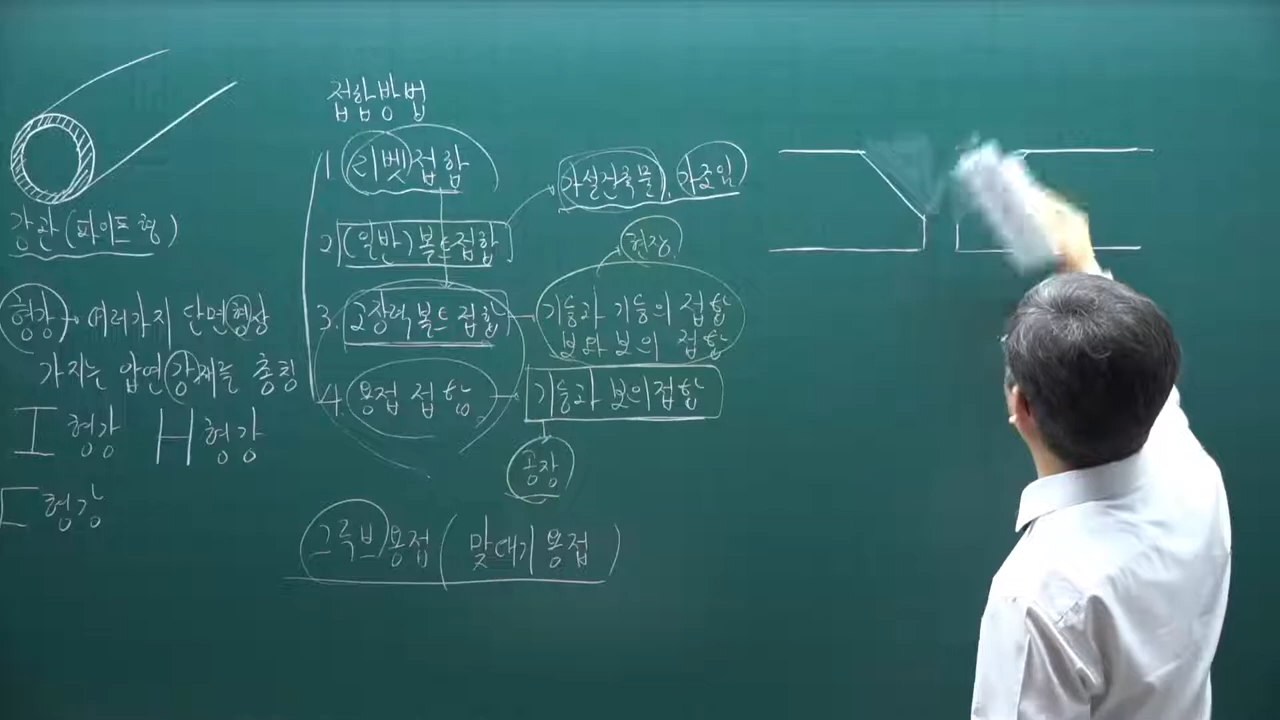 강관(파이프형)
형강 → 여러가지 단면형상
가지는 압연강재를 총칭
I 형강 H 형강
ㄷ형강
접합방법
1. 리벳접합
2. (일반)볼트접합
가설건축물, 가조임
3. 고장력볼트접합
현장
기둥과 기둥의 접합
보와 보의 접합
4. 용접 접합
기둥과 보의접합
공장
그루브용접(맞대기 용접)